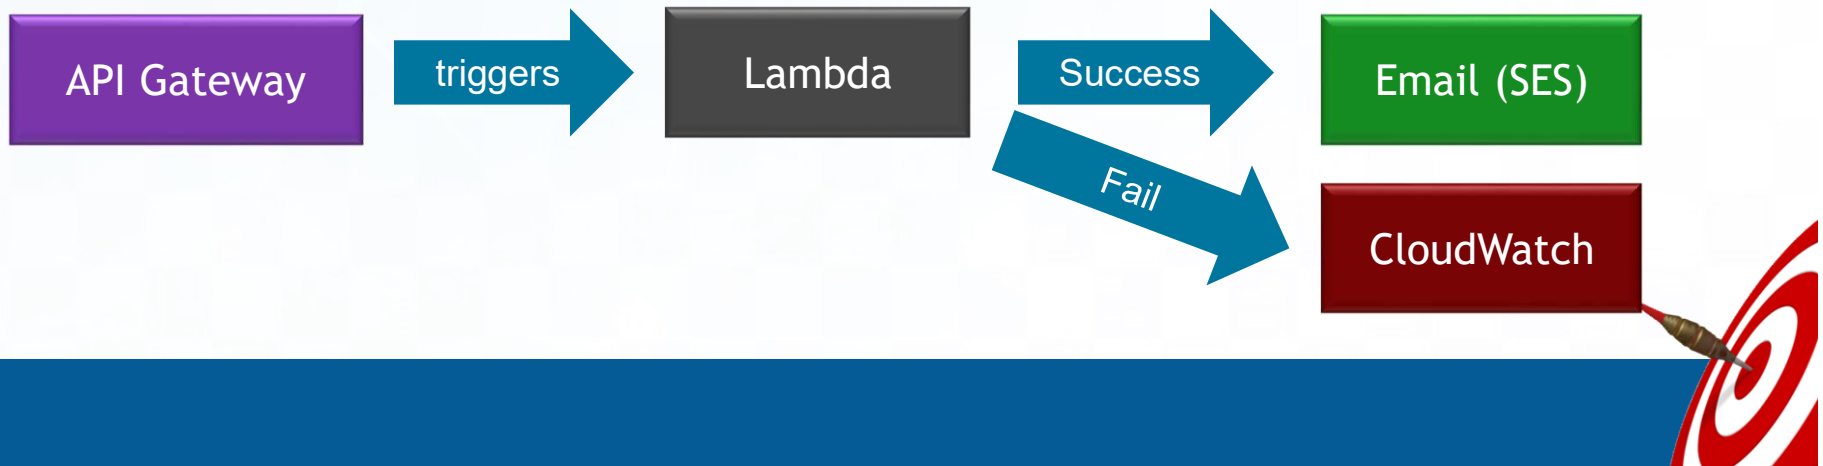 API Gateway
triggers
Lambda
Success
Email (SES)
Fail
CloudWatch